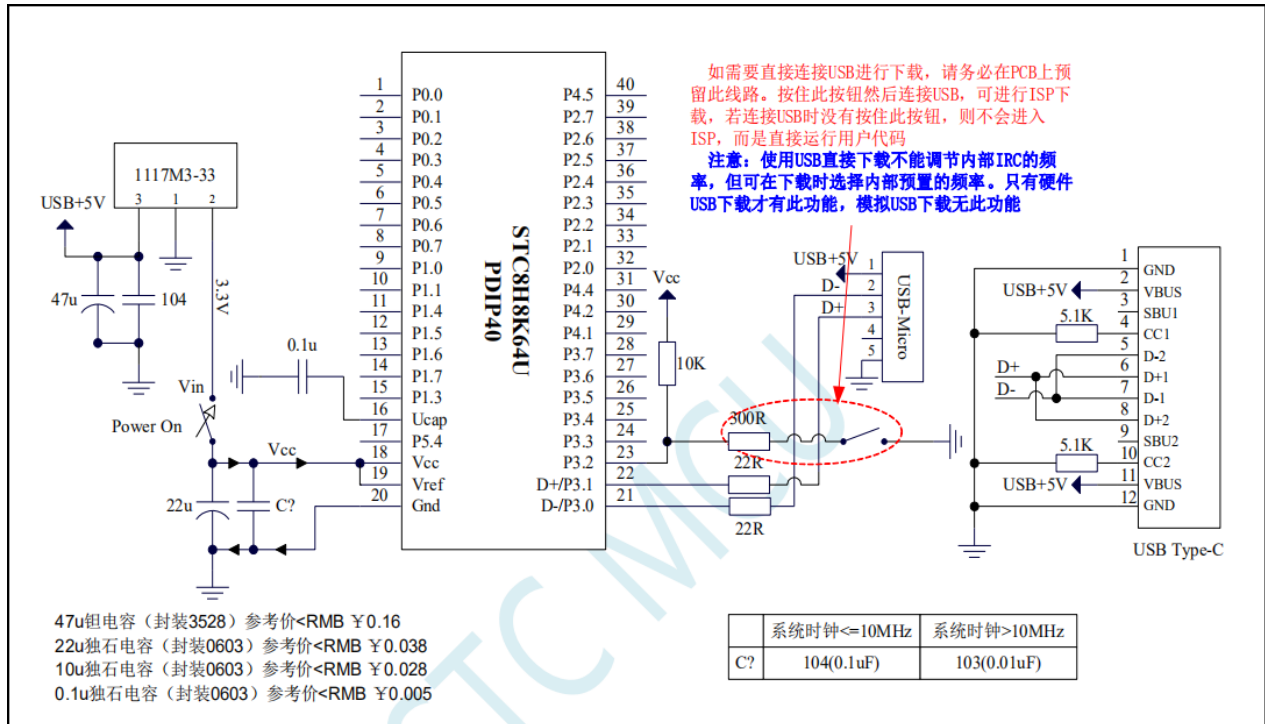 如需要直接连接USB进行下载，请务必在PCB上预
留此线路。按住此按钮然后连接USB，可进行ISP下
载，若连接USB时没有按住此按钮，则不会进入
ISP，而是直接运行用户代码
注意：使用USB直接下载不能调节内部IRC的频
率，但可在下载时选择内部预置的频率。只有硬件
USB下载才有此功能，模拟USB下载无此功能
1117M3-33
3 1 2
USB+5V
47u
104
3.3V
Vin
Power On
Vcc
22u
C?
0.1u
STC8H8K64U
PDIP40
1 P0.0
2 P0.1
3 P0.2
4 P0.3
5 P0.4
6 P0.5
7 P0.6
8 P0.7
9 P1.0
10 P1.1
11 P1.4
12 P1.5
13 P1.6
14 P1.7
15 P1.3
16 Ucap
17 P5.4
18 Vcc
19 Vref
20 Gnd
P4.5 40
P2.7 39
P2.6 38
P2.5 37
P2.4 36
P2.3 35
P2.2 34
P2.1 33
P2.0 32
P4.4 31
P4.2 30
P4.1 29
P3.7 28
P3.6 27
P3.5 26
P3.4 25
P3.3 24
P3.2 23
D+/P3.1 22
D-/P3.0 21
Vcc
10K
300R
22R
22R
USB+5V
D-
D+
1
2
3
4
5
USB-Micro
1 GND
USB+5V 2 VBUS
3 SBU1
5.1K 4 CC1
5 D-2
D+ 6 D+1
D- 7 D-1
8 D+2
9 SBU2
5.1K 10 CC2
USB+5V 11 VBUS
12 GND
USB Type-C
STC MCU
47u钽电容（封装3528）参考价<RMB ￥0.16
22u独石电容（封装0603）参考价<RMB ￥0.038
10u独石电容（封装0603）参考价<RMB ￥0.028
0.1u独石电容（封装0603）参考价<RMB ￥0.005
系统时钟<=10MHz 系统时钟>10MHz
C? 104(0.1uF) 103(0.01uF)